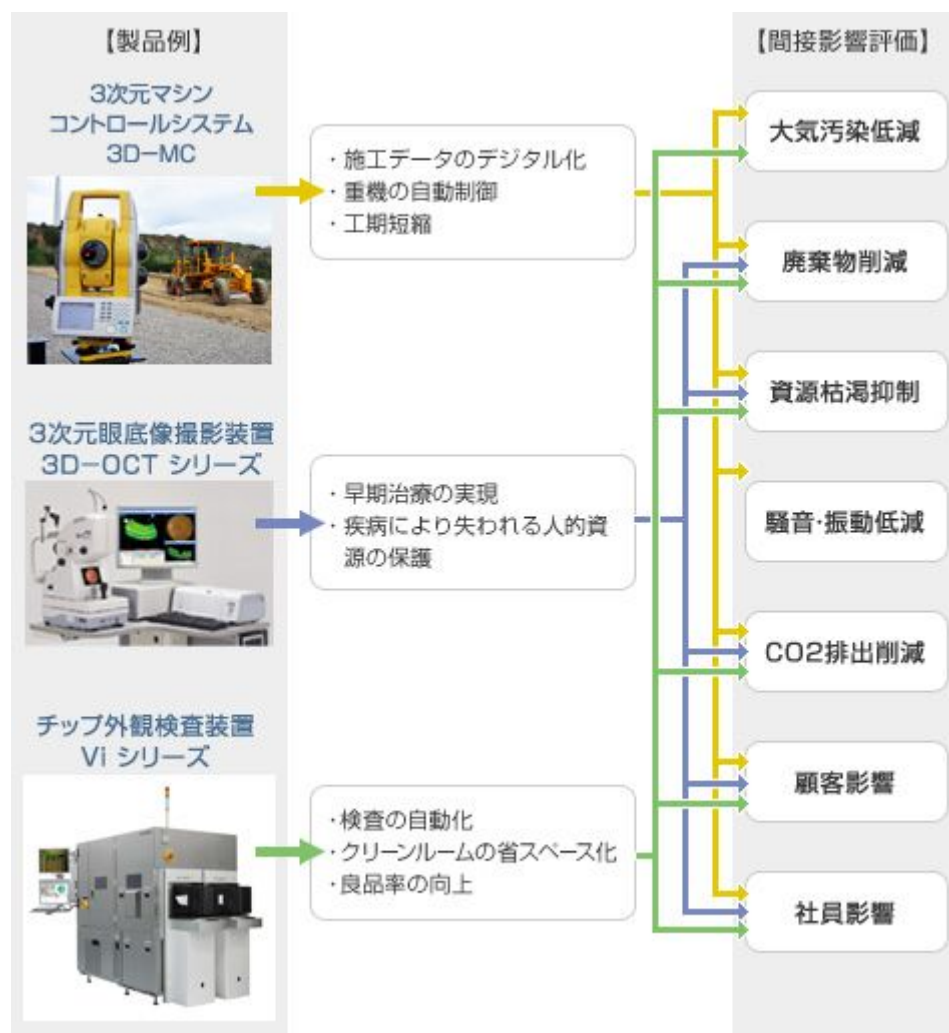 【製品例】
3次元マシン
コントロールシステム
3D-MC
・施工データのデジタル化
・重機の自動制御
・工期短縮
3次元眼底像撮影装置
3D-OCT シリーズ
・早期治療の実現
・疾病により失われる人的資
源の保護
チップ外観検査装置
Vi シリーズ
・検査の自動化
・クリーンルームの省スペース化
・良品率の向上
【間接影響評価】
大気汚染低減
廃棄物削減
資源枯渇抑制
騒音・振動低減
CO2排出削減
顧客影響
社員影響